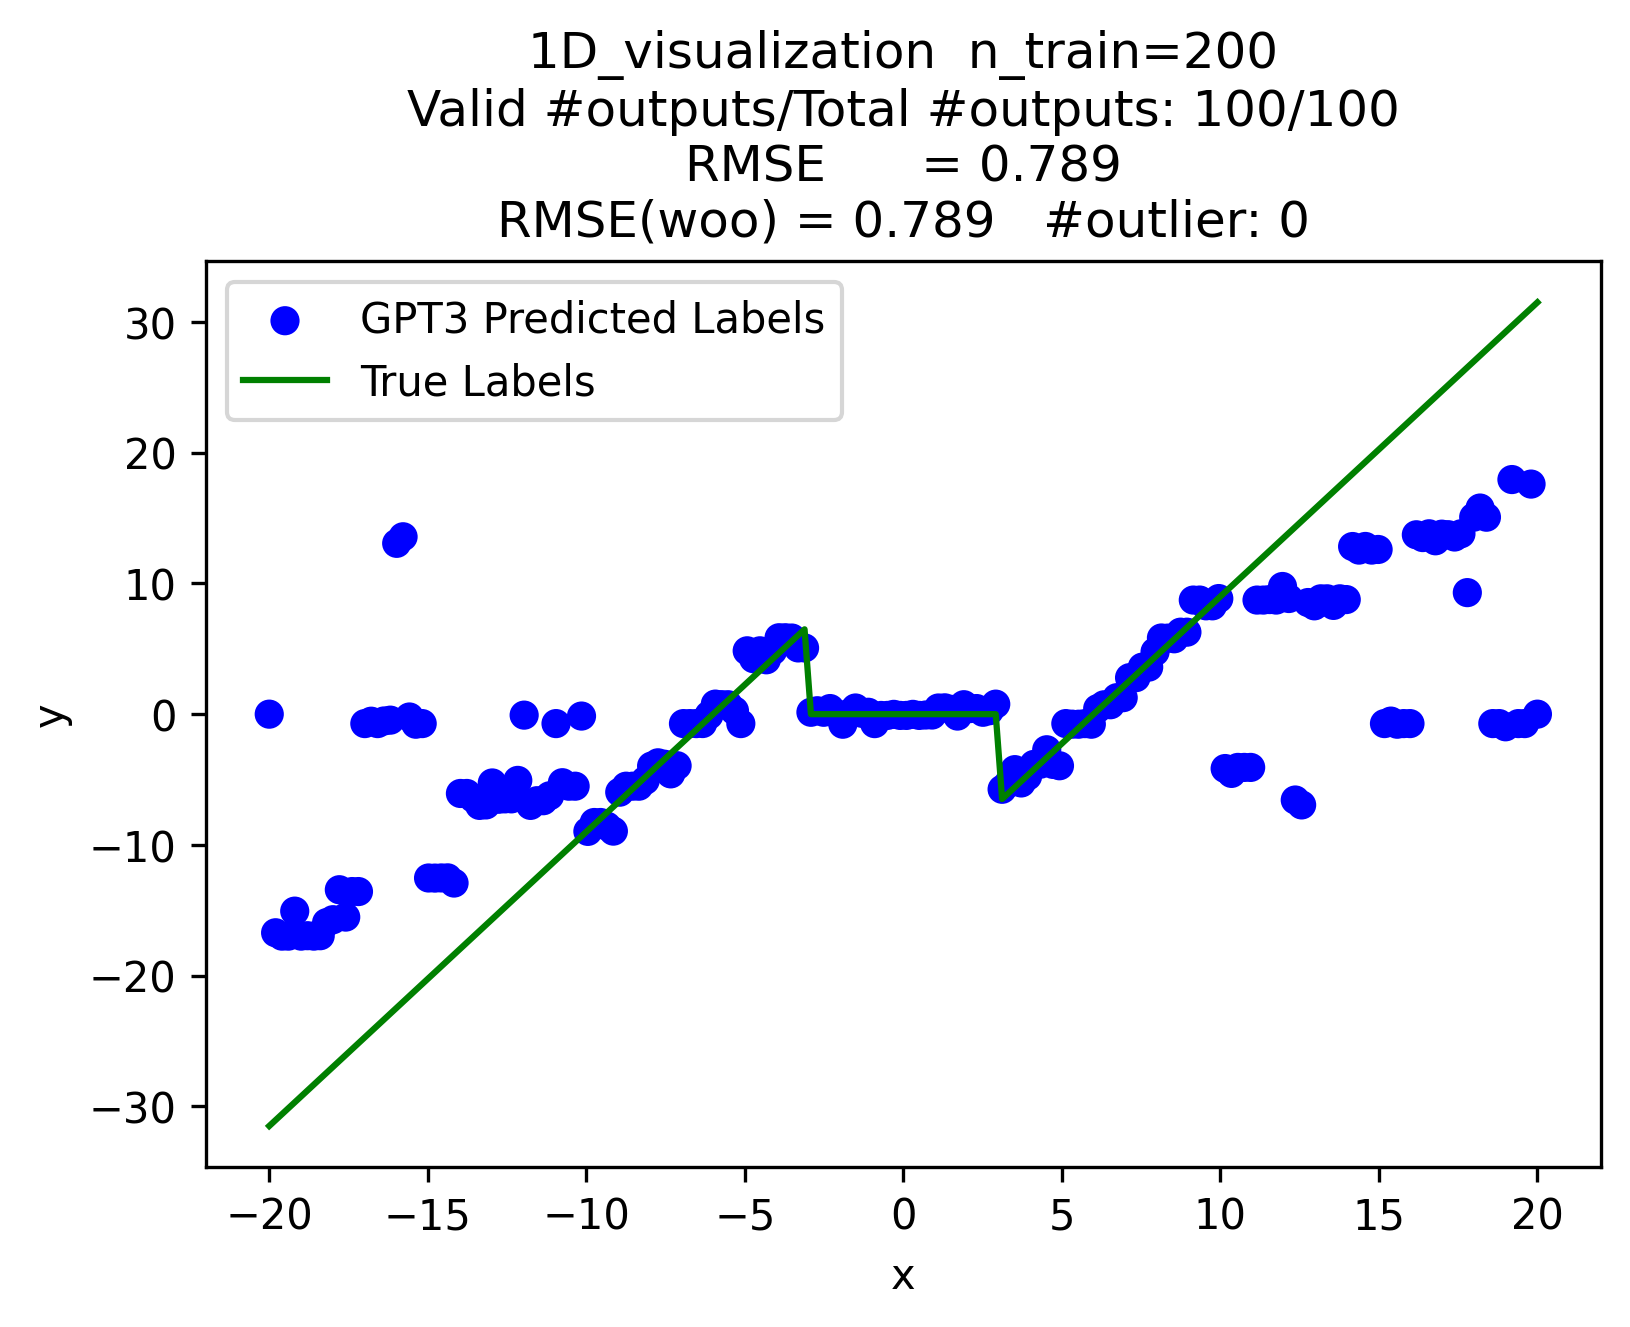 1D_visualization  n_train=200
Valid #outputs/Total #outputs: 100/100
RMSE      = 0.789
RMSE(woo) = 0.789   #outlier: 0
GPT3 Predicted Labels
True Labels
y
30
20
10
0
−10
−20
−30
−20 −15 −10 −5 0 5 10 15 20
x